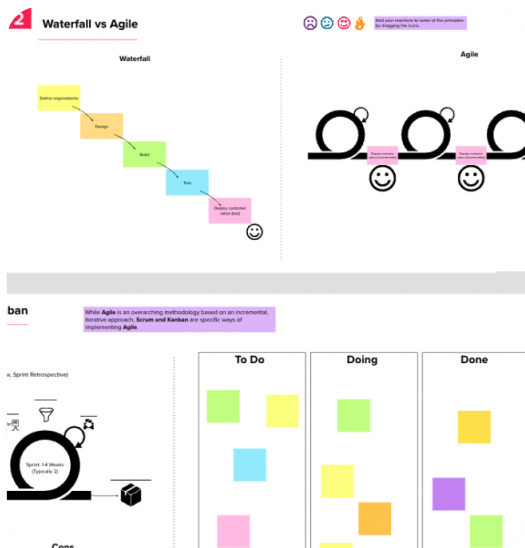 2
Waterfall vs Agile
Add your reactions to some of the principles
by dragging the icons.
Waterfall
Agile
Define requirements
Design
Build
Test
Deploy customer
value (last)
ban
While Agile is an overarching methodology based on an incremental,
iterative approach, Scrum and Kanban are specific ways of
implementing Agile.
w, Sprint Retrospective)
To Do
Doing
Done
Sprint 1-4 Weeks
(Typically 2)
Cons